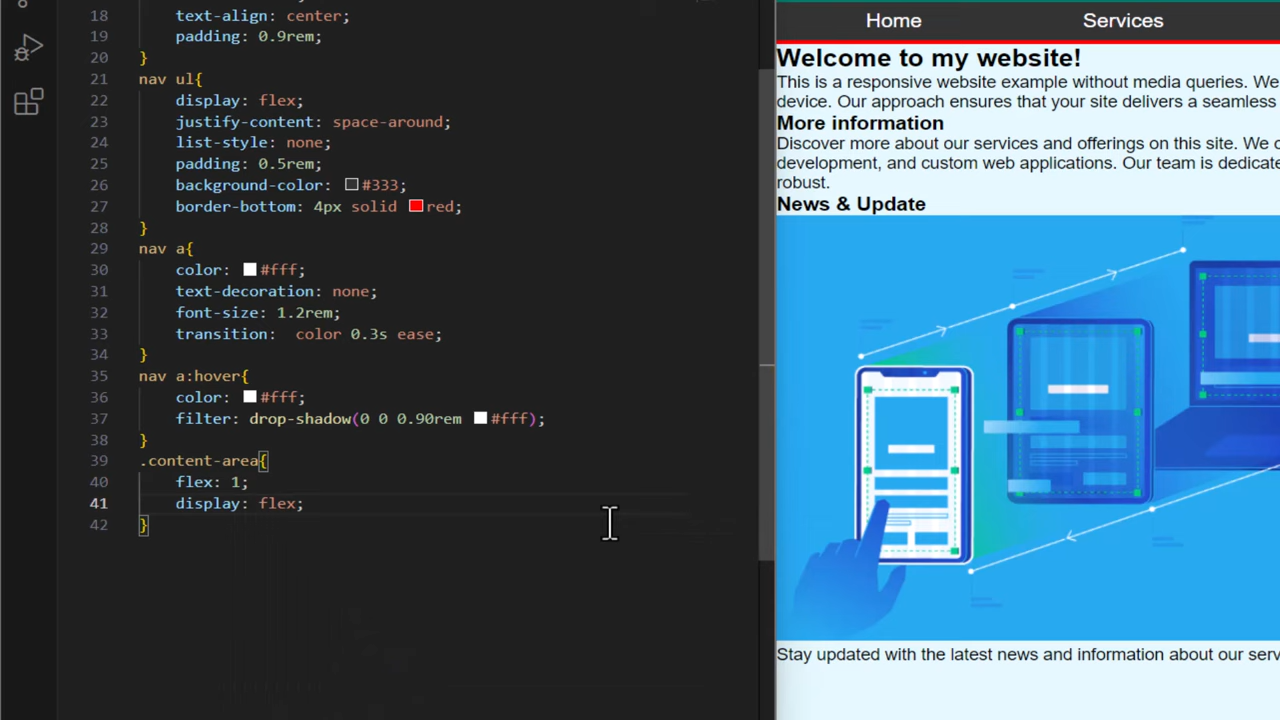 18 text-align: center;
19 padding: 0.9rem;
20 }
21 nav ul{
22 display: flex;
23 justify-content: space-around;
24 list-style: none;
25 padding: 0.5rem;
26 background-color: #333;
27 border-bottom: 4px solid red;
28 }
29 nav a{
30 color: #fff;
31 text-decoration: none;
32 font-size: 1.2rem;
33 transition:  color 0.3s ease;
34 }
35 nav a:hover{
36 color: #fff;
37 filter: drop-shadow(0 0 0.90rem #fff);
38 }
39 .content-area{
40 flex: 1;
41 display: flex;
42 }
Home Services
Welcome to my website!
This is a responsive website example without media queries. We
device. Our approach ensures that your site delivers a seamless
More information
Discover more about our services and offerings on this site. We
development, and custom web applications. Our team is
robust.
News & Update
Stay updated with the latest news and information about our